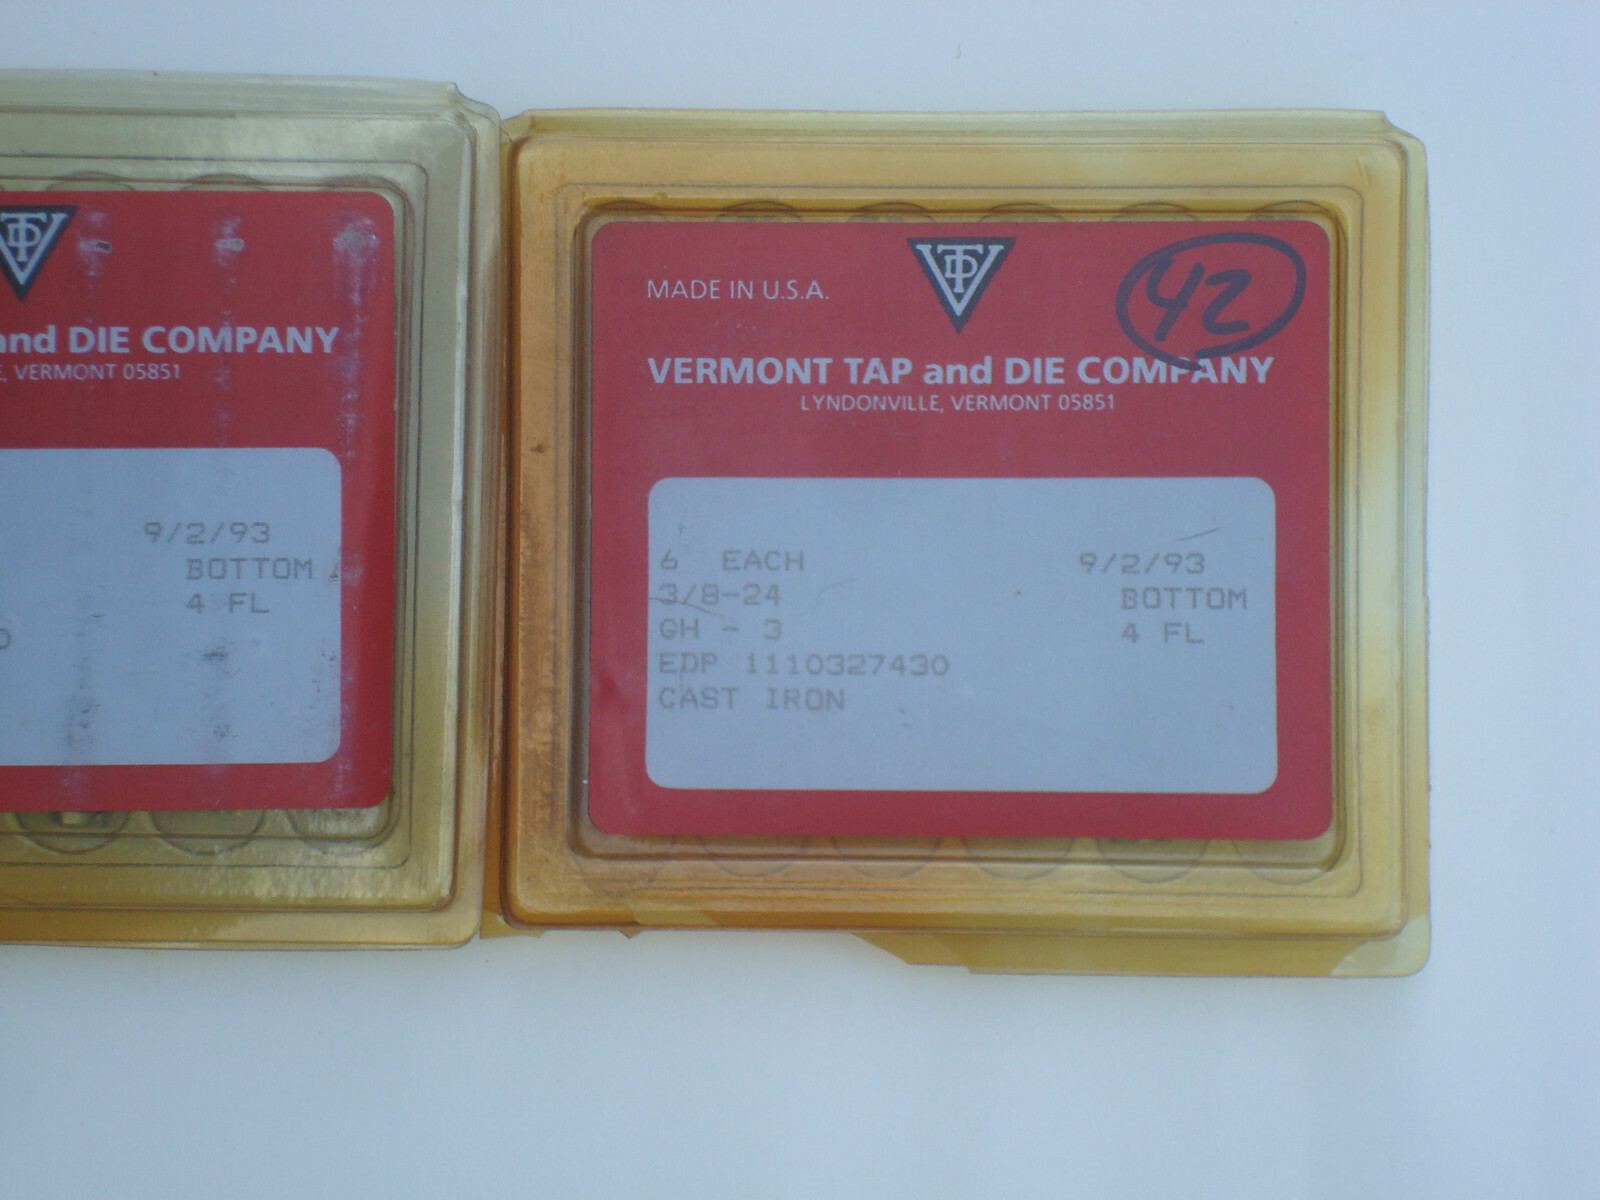 and DIE COMPANY
, VERMONT 05851
9/2/93
BOTTOM
4 FL
VTD
MADE IN U.S.A.
42
VERMONT TAP and DIE COMPANY
LYNDONVILLE, VERMONT 05851
6 EACH 9/2/93
3/8-24 BOTTOM
GH - 3 4 FL
EDP 1110327430
CAST IRON